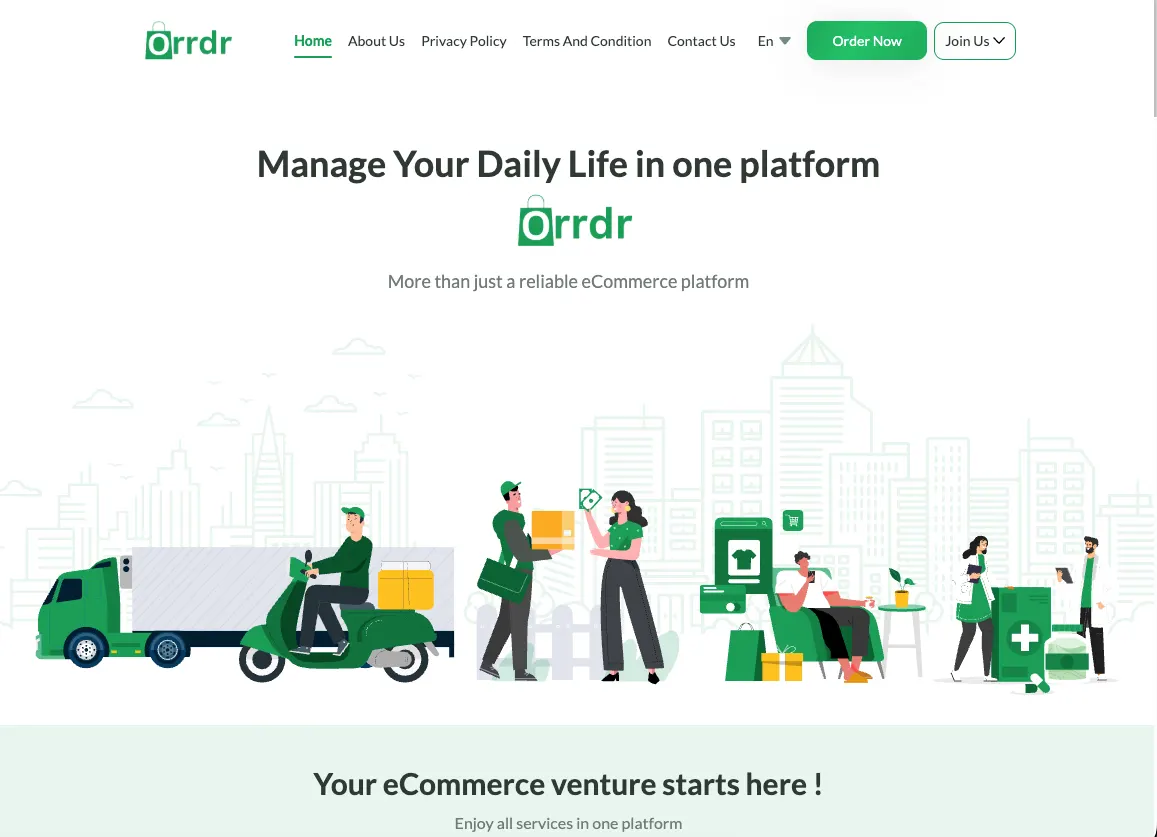 Orrdr
Home About Us Privacy Policy Terms And Condition Contact Us En Order Now Join Us
Manage Your Daily Life in one platform
Orrdr
More than just a reliable eCommerce platform
Your eCommerce venture starts here !
Enjoy all services in one platform